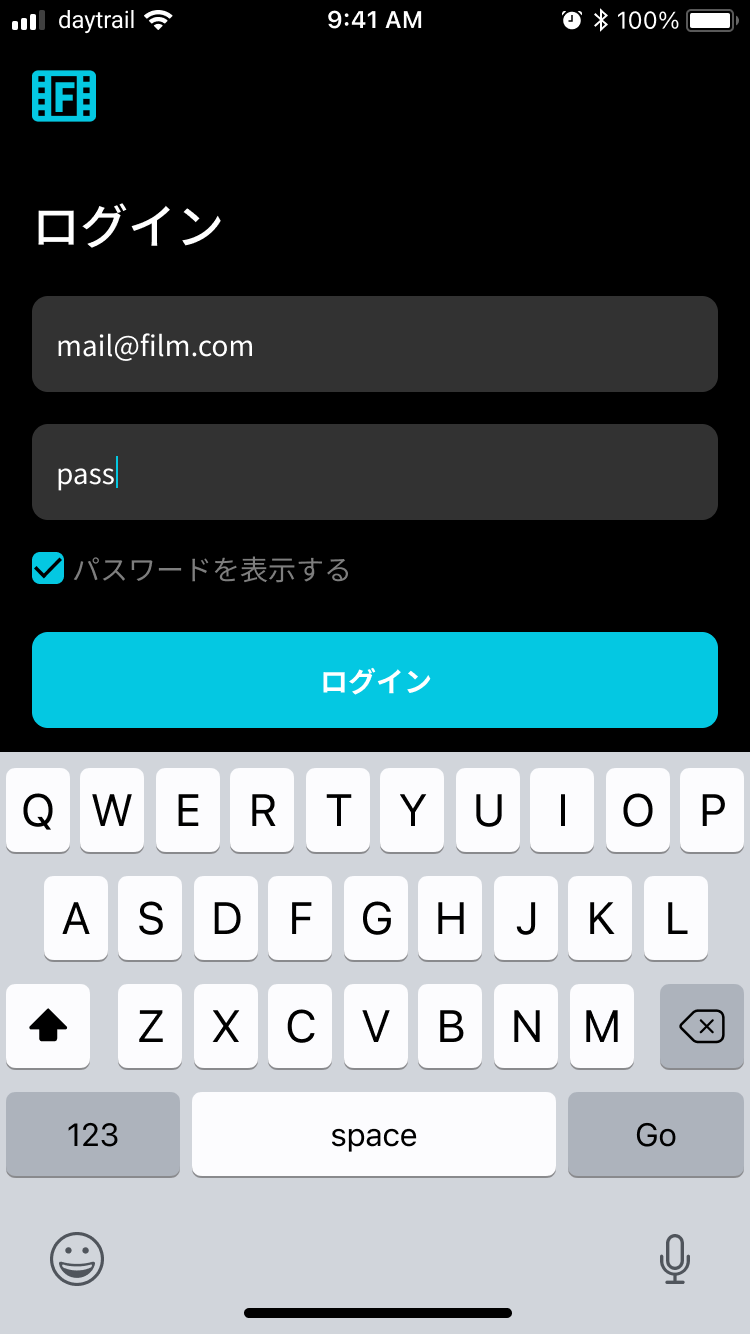 daytrail 9:41 AM 100%
F
ログイン
mail@film.com
pass
パスワードを表示する
ログイン
Q W E R T Y U I O P
A S D F G H J K L
Z X C V B N M
123 space Go